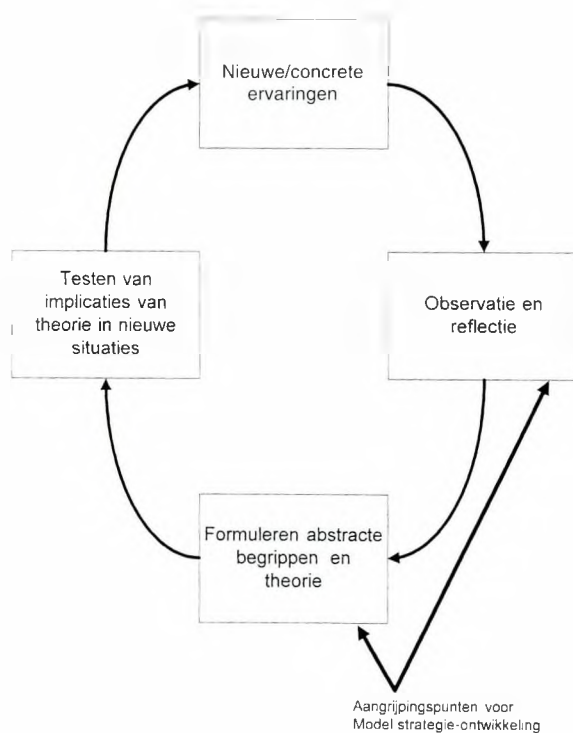 Nieuwe/concrete
ervaringen
Testen van
implicaties van
theorie in nieuwe
situaties
Observatie en
reflectie
Formuleren abstracte
begrippen en
theorie
Aangrijpingspunten voor
Model strategie-ontwikkeling